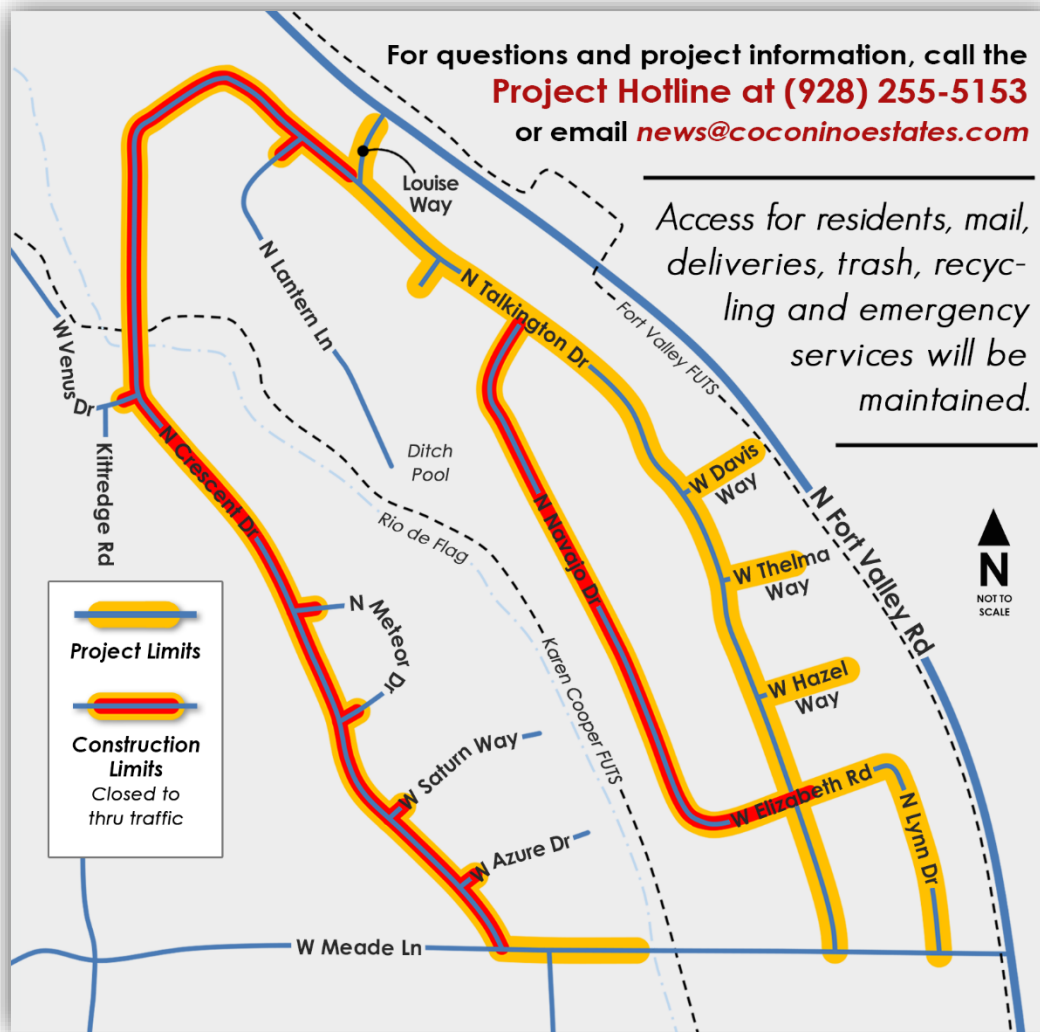 For questions and project information, call the
Project Hotline at (928) 255-5153
or email news@coconinoestates.com
Access for residents, mail,
deliveries, trash, recyc-
ling and emergency
services will be
maintained.
Louise
Way
N Lantern Ln
N Talkington Dr
Fort Valley FUTS
W Venus Dr
Kittredge Rd
N Crescent Dr
Ditch
Pool
Rio de Flag
N Navajo Dr
W Davis
Way
N Fort Valley Rd
W Thelma
Way
N
NOT TO
SCALE
N Meteor Dr
Karen Cooper FUTS
W Hazel
Way
Project Limits
Construction
Limits
Closed to
thru traffic
W Saturn Way
W Elizabeth Rd
N Lynn Dr
W Azure Dr
W Meade Ln